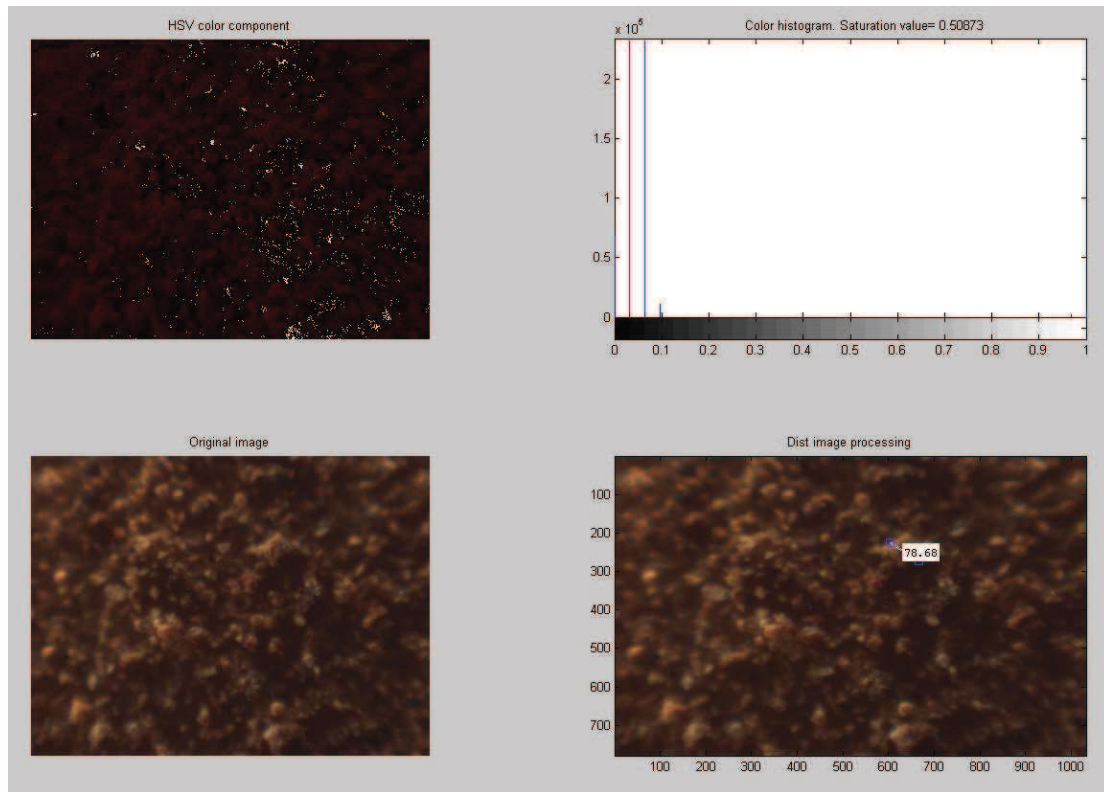 HSV color component
Color histogram. Saturation value= 0.50873
x 10⁵
2
1.5
1
0.5
0
0 0.1 0.2 0.3 0.4 0.5 0.6 0.7 0.8 0.9 1
Original image
Dist image processing
100
200
300
400
500
600
700
78.68
100 200 300 400 500 600 700 800 900 1000